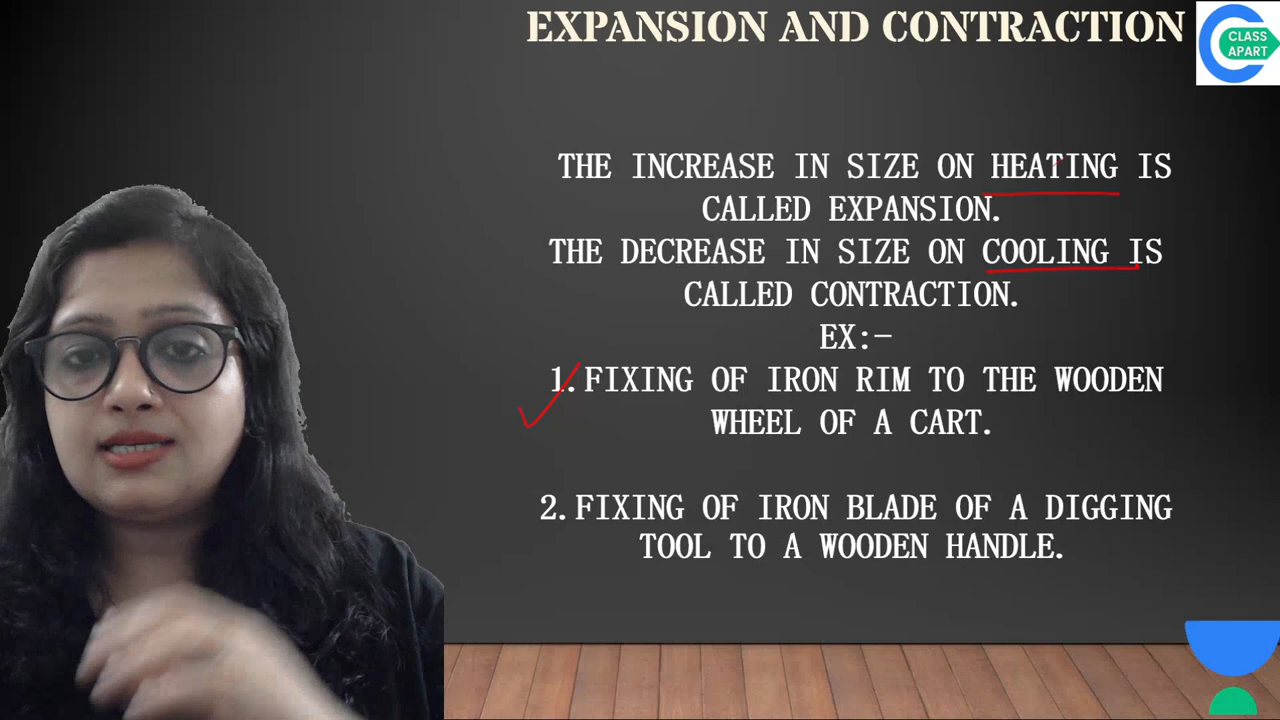 EXPANSION AND CONTRACTION
CLASS
APART
THE INCREASE IN SIZE ON HEATING IS
CALLED EXPANSION.
THE DECREASE IN SIZE ON COOLING IS
CALLED CONTRACTION.
EX:-
1.FIXING OF IRON RIM TO THE WOODEN
WHEEL OF A CART.
2.FIXING OF IRON BLADE OF A DIGGING
TOOL TO A WOODEN HANDLE.